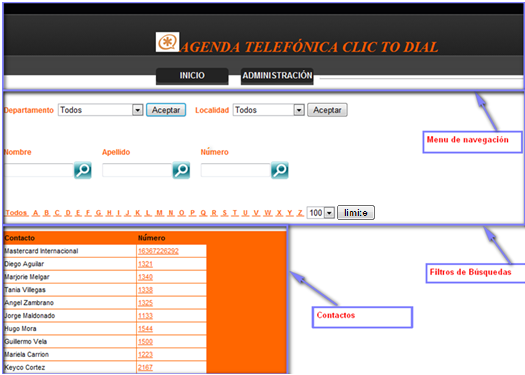 AGENDA TELEFÓNICA CLIC TO DIAL
INICIO ADMINISTRACIÓN
Departamento Todos Aceptar Localidad Todos Aceptar
Menu de navegación
Nombre Apellido Número
Todos A B C D E F G H I J K L M N O P Q R S T U V W X Y Z 100 limite
Contacto Número
Mastercard Internacional 16367226292
Diego Aguilar 1321
Filtros de Búsquedas
Marjorie Melgar 1340
Tania Villegas 1338
Angel Zambrano 1325
Jorge Maldonado 1133
Contactos
Hugo Mora 1544
Guillermo Vela 1500
Mariela Carrion 1223
Keyco Cortez 2167